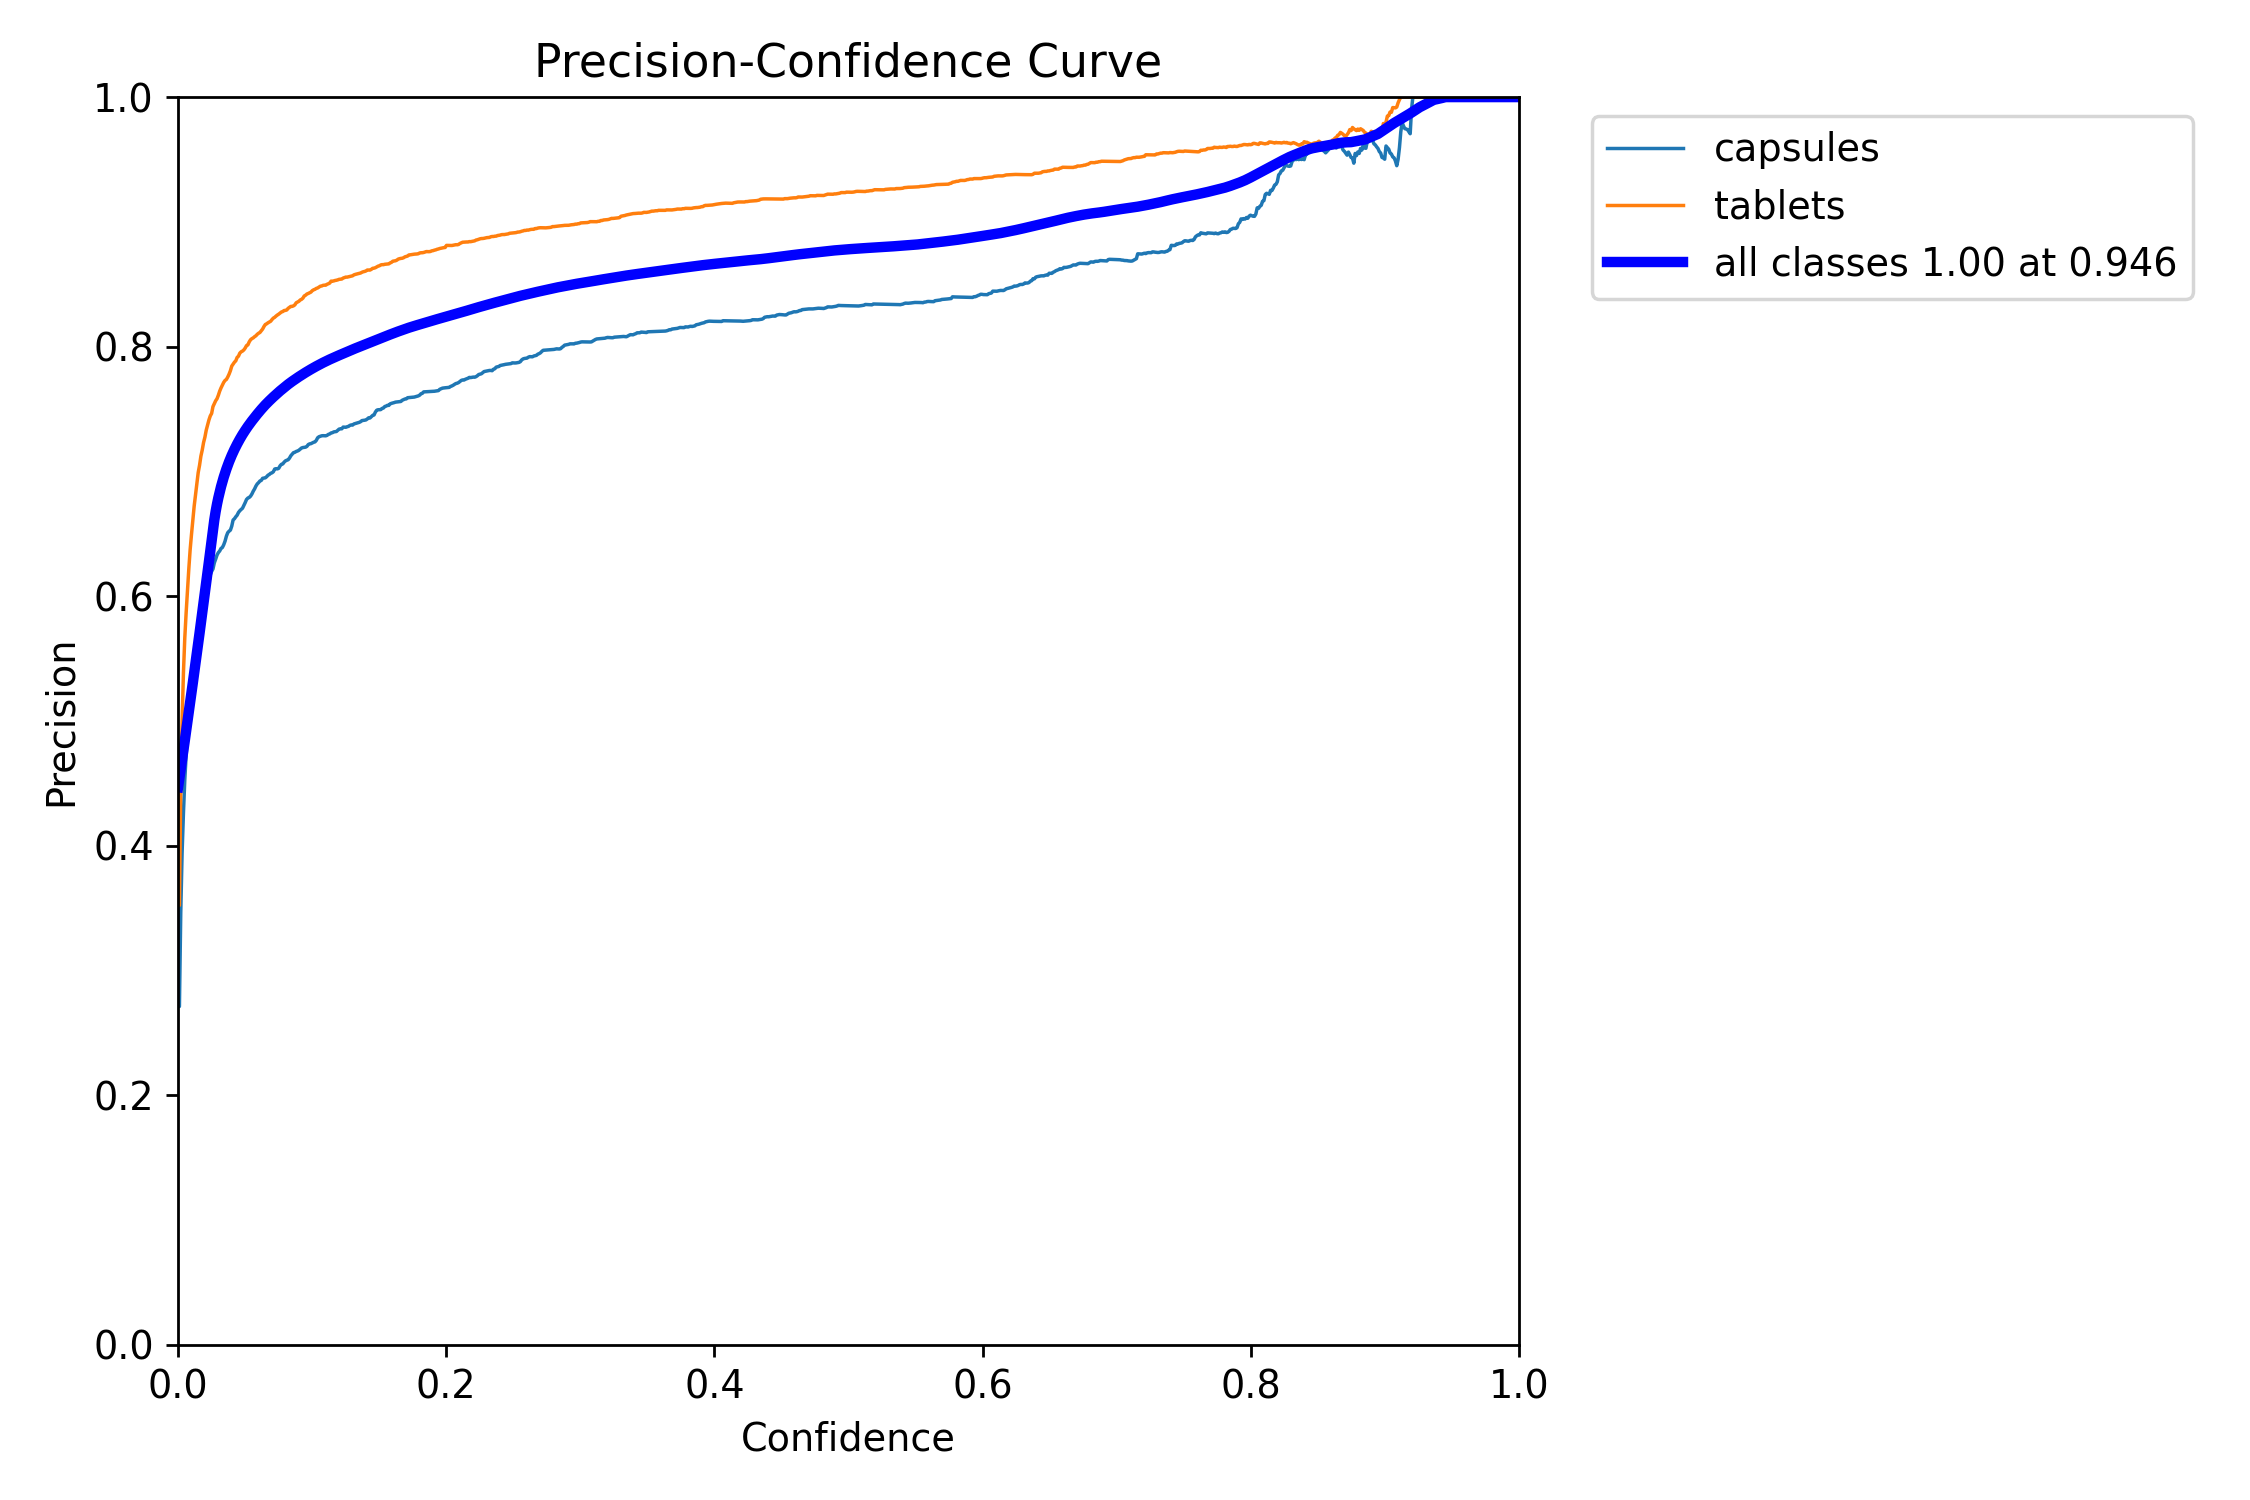 Precision-Confidence Curve
capsules
tablets
all classes 1.00 at 0.946
Precision
1.0
0.8
0.6
0.4
0.2
0.0
0.0 0.2 0.4 0.6 0.8 1.0
Confidence